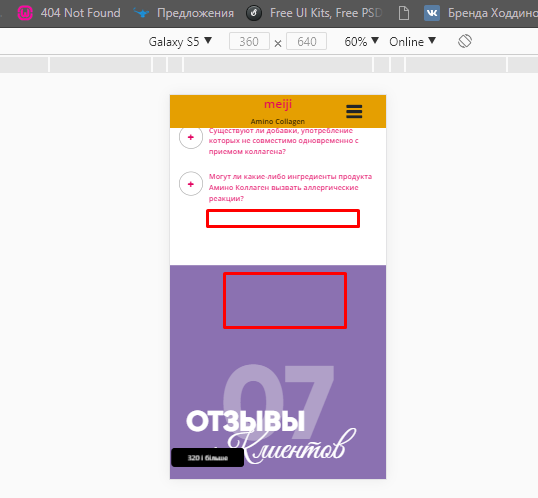 404 Not Found
Предложения
Free UI Kits, Free PSD
Бренда Ходдино
Galaxy S5 ▼
360 × 640
60% ▼
Online ▼
meiji
Amino Collagen
Существуют ли добавки, употребление
которых не совместимо одновременно с
приемом коллагена?
Могут ли какие-либо ингредиенты продукта
Амино Коллаген вызвать аллергические
реакции?
07
ОТЗЫВЫ
Клиентов
320 і більше